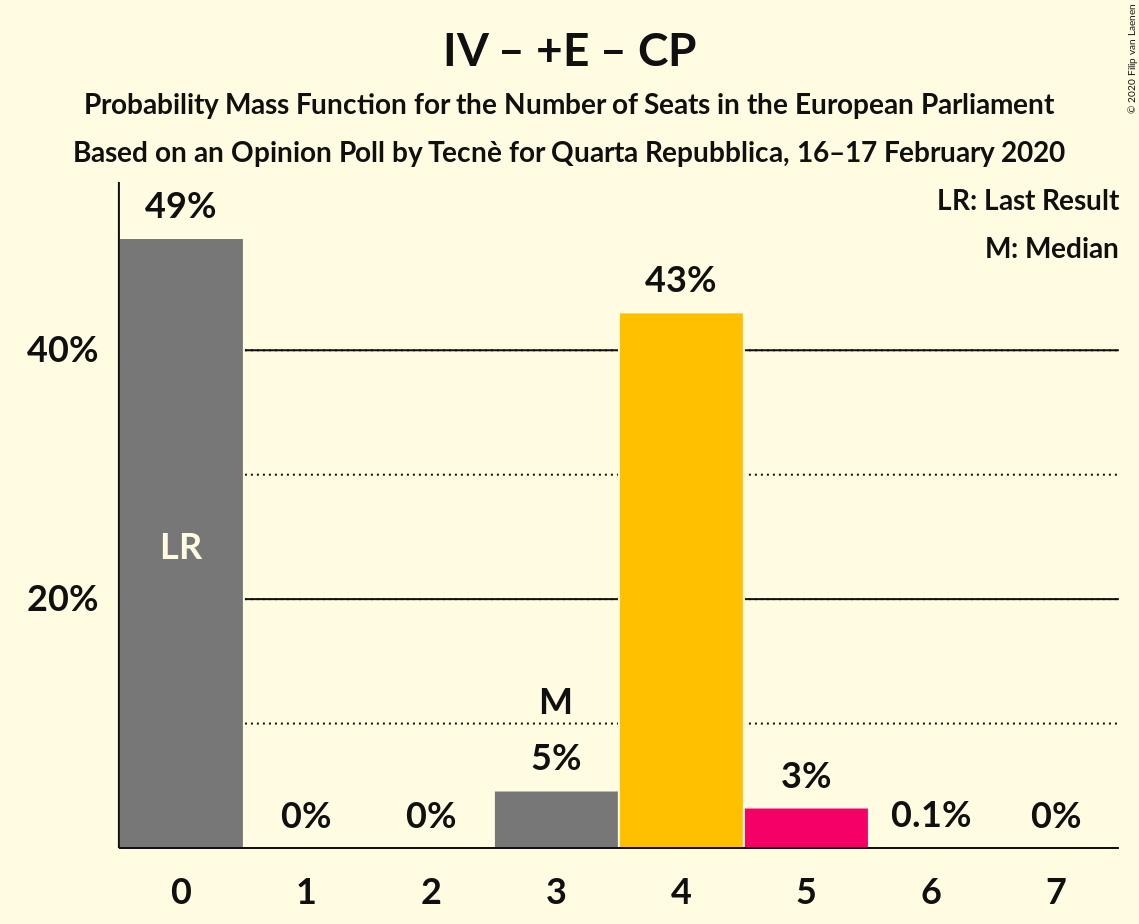 IV – +E – CP
Probability Mass Function for the Number of Seats in the European Parliament
Based on an Opinion Poll by Tecnè for Quarta Repubblica, 16–17 February 2020
© 2020 Filip van Laenen
LR: Last Result
M: Median
49%
43%
40%
LR
20%
M
5%
3%
0%
0%
0.1%
0%
0 1 2 3 4 5 6 7